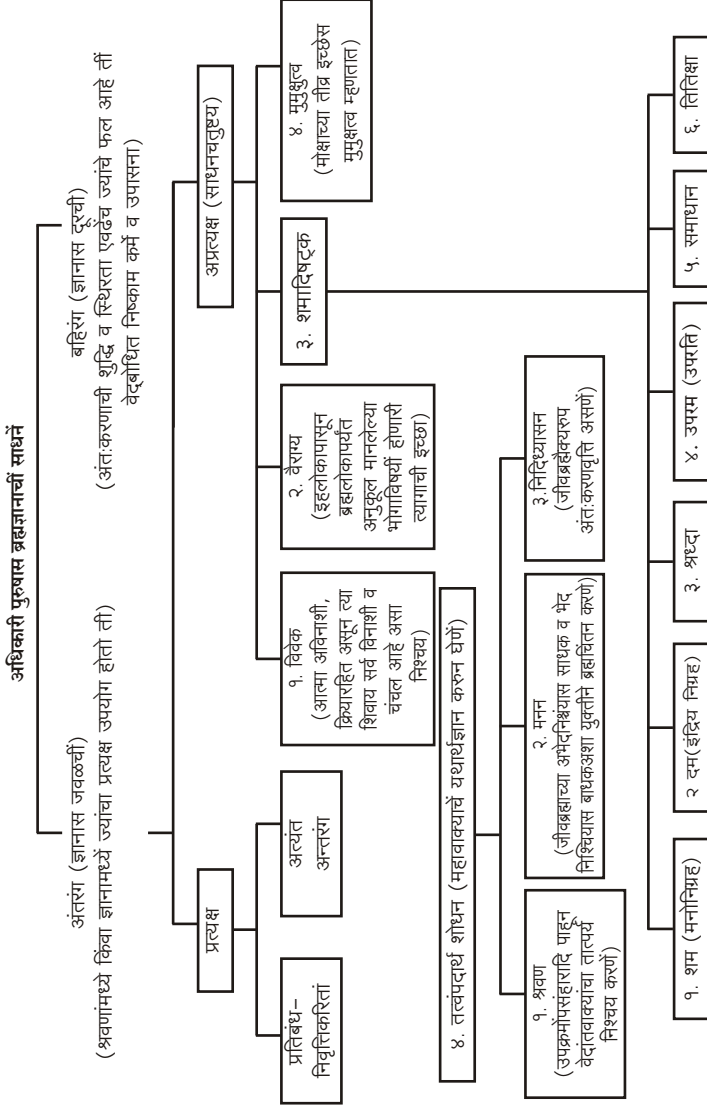 अधिकारी पुरुषास ब्रह्मज्ञानाचीं साधनें
अंतरंग (ज्ञानास जवळचीं)
(श्रवणांमध्ये किंवा ज्ञानामध्यें ज्यांचा प्रत्यक्ष उपयोग होतो ती)
बहिरंग (ज्ञानास दूरची)
(अंत:करणाची शुद्धि व स्थिरता एवढेंच ज्यांचे फल आहे तीं
वेद्बोधित निष्काम कर्में व उपासना)
प्रत्यक्ष
अप्रत्यक्ष (साधनचतुष्टय)
प्रतिबंध–
निवृत्तिकरितां
अत्यंत
अन्तरंग
१. विवेक
(आत्मा अविनाशी,
क्रियारहित असून त्या
शिवाय सर्व विनाशी व
चंचल आहे असा
निश्चय)
२. वैराग्य
(इहलोकापासून
ब्रह्मलोकापर्यंत
अनुकूल मानलेल्या
भोगाविषयीं होणारी
त्यागाची इच्छा)
३. शमादिषट्क
४. मुमुक्षुत्व
(मोक्षाच्या तीव्र इच्छेस
मुमुक्षत्व म्हणतात)
४. तत्त्वंपदार्थ शोधन (महावाक्याचें यथार्थज्ञान करुन घेणें)
१. श्रवण
(उपक्रमोंपसंहारादि पाहून
वेदांतवाक्यांचा तात्पर्य
निश्चय करणें)
२. मनन
(जीवब्रह्माच्या अभेदनिश्चयास साधक व भेद
निश्चियास बाधकअशा युक्तीने ब्रह्मचिंतन करणे)
३.निदिध्यासन
(जीवब्रह्मैक्यरुप
अंत:करणवृत्ति असणें)
१. शम (मनोनिग्रह)
२ दम(इंद्रिय निग्रह)
३. श्रध्दा
४. उपरम (उपरति)
५. समाधान
६. तितिक्षा